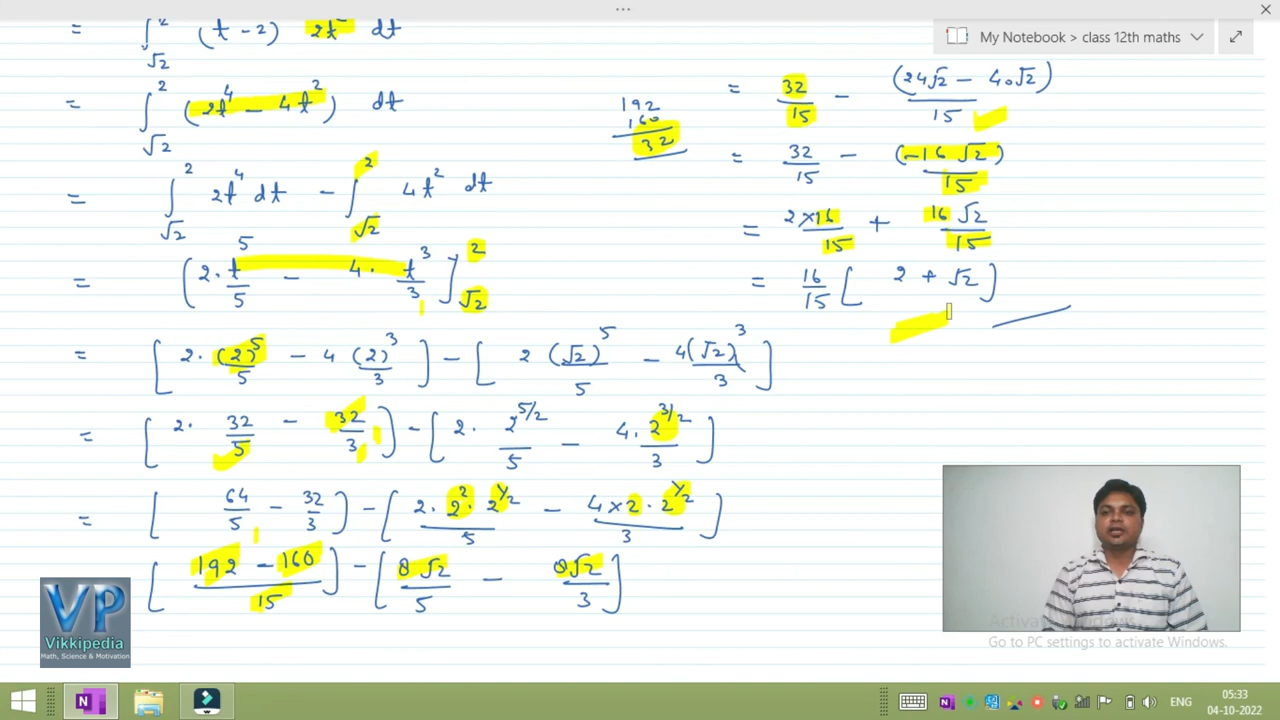 My Notebook > class 12th maths
= ∫√2^2 (t - 2) 2t² dt
= ∫√2^2 (2t⁴ - 4t²) dt
= ∫√2^2 2t⁴ dt - ∫√2^2 4t² dt
= (2·t⁵/5 - 4·t³/3]√2^2
= [2·(2)⁵/5 - 4(2)³/3] - [2(√2)⁵/5 - 4(√2)³/3]
= [2·32/5 - 32/3] - [2·2^5/2/5 - 4·2^3/2/3]
= [64/5 - 32/3] - [2·2²·2^1/2/5 - 4×2·2^1/2/3]
[192 - 160/15] - [8√2/5 - 8√2/3]
192
160
32
= 32/15 - (24√2 - 40√2)/15
= 32/15 - (-16√2)/15
= 2×16/15 + 16√2/15
= 16/15 [2 + √2]
VP
Vikkipedia
Math, Science & Motivation
Activate Windows
Go to PC settings to activate Windows.
N
ENG
05:33
04-10-2022